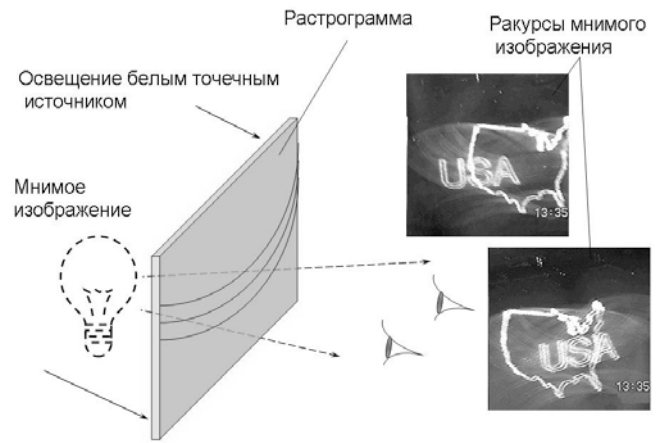 Растрограмма
Ракурсы мнимого
изображения
Освещение белым точечным
источником
Мнимое
изображение
USA
13:35
USA
13:35